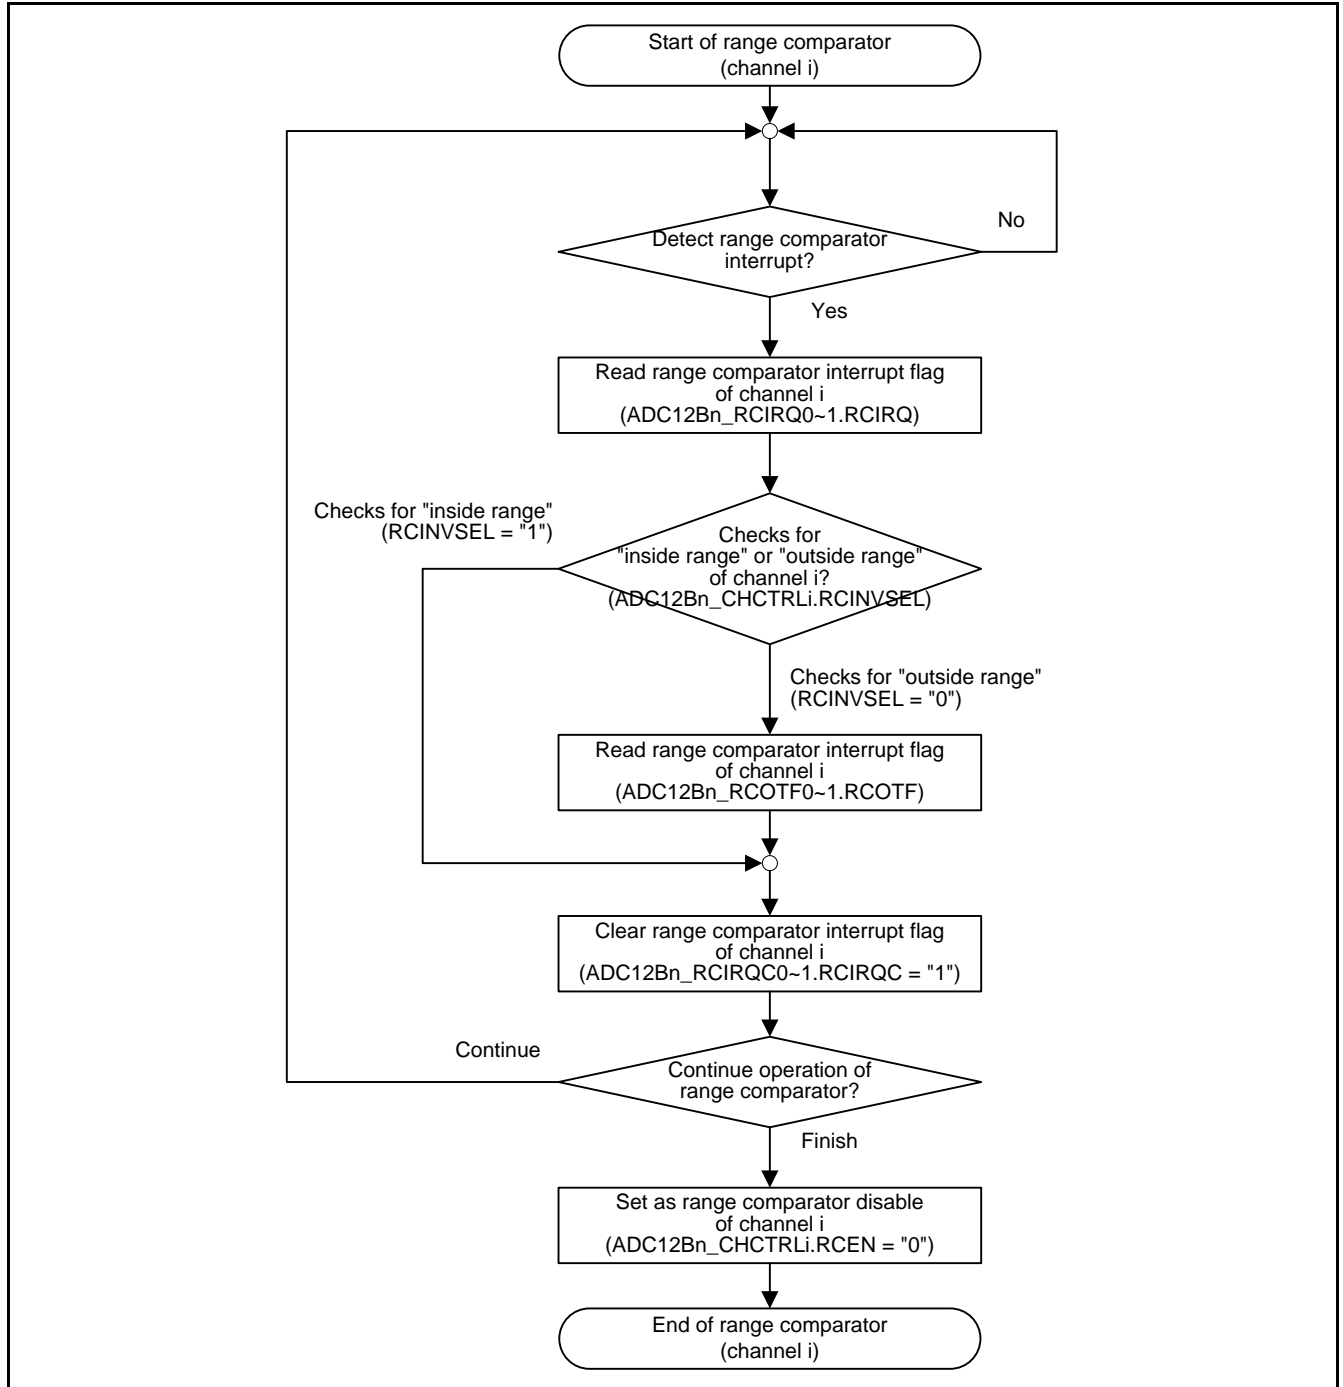 Start of range comparator
(channel i)
No
Detect range comparator
interrupt?
Yes
Read range comparator interrupt flag
of channel i
(ADC12Bn_RCIRQ0~1.RCIRQ)
Checks for "inside range"
(RCINVSEL = "1")
Checks for
"inside range" or "outside range"
of channel i?
(ADC12Bn_CHCTRLi.RCINVSEL)
Checks for "outside range"
(RCINVSEL = "0")
Read range comparator interrupt flag
of channel i
(ADC12Bn_RCOTF0~1.RCOTF)
Clear range comparator interrupt flag
of channel i
(ADC12Bn_RCIRQC0~1.RCIRQC = "1")
Continue
Continue operation of
range comparator?
Finish
Set as range comparator disable
of channel i
(ADC12Bn_CHCTRLi.RCEN = "0")
End of range comparator
(channel i)